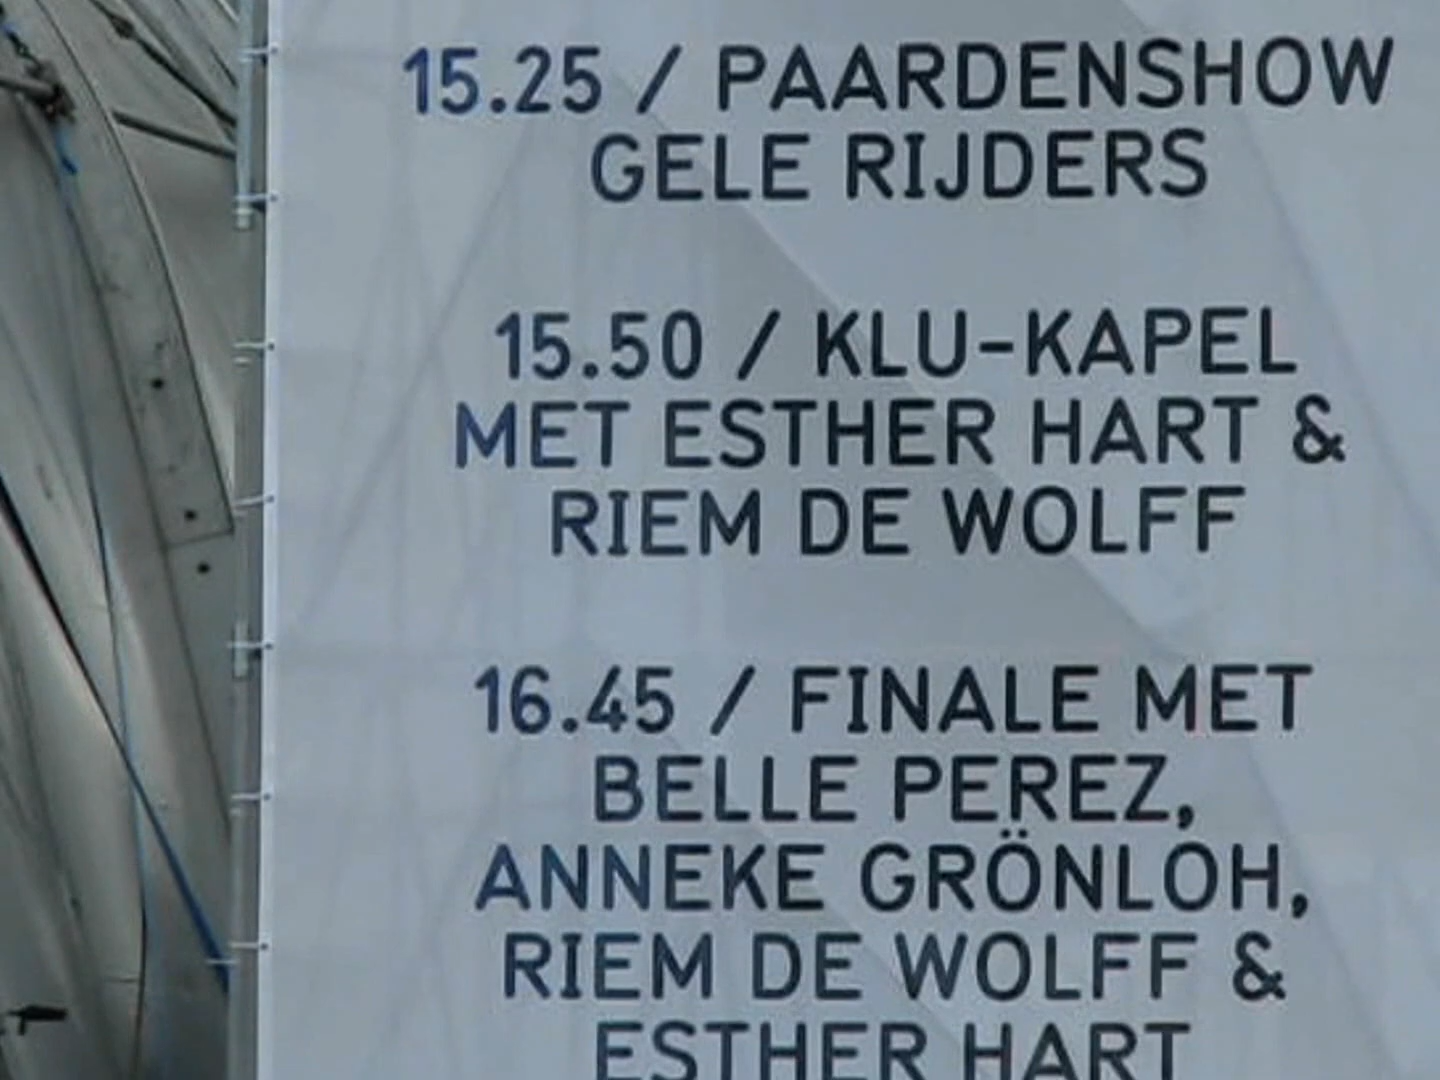 15.25 / PAARDENSHOW
GELE RIJDERS
15.50 / KLU-KAPEL
MET ESTHER HART &
RIEM DE WOLFF
16.45 / FINALE MET
BELLE PEREZ,
ANNEKE GRÖNLOH,
RIEM DE WOLFF &
ESTHER HART